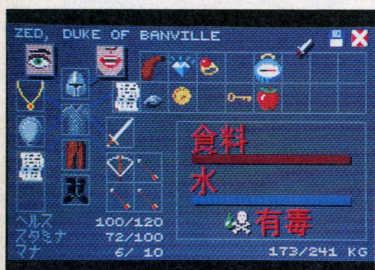 ZED, DUKE OF BANVILLE
食料
水
有毒
ヘルス 100/120
スタミナ 72/100
マナ 6/ 10
173/241 KG